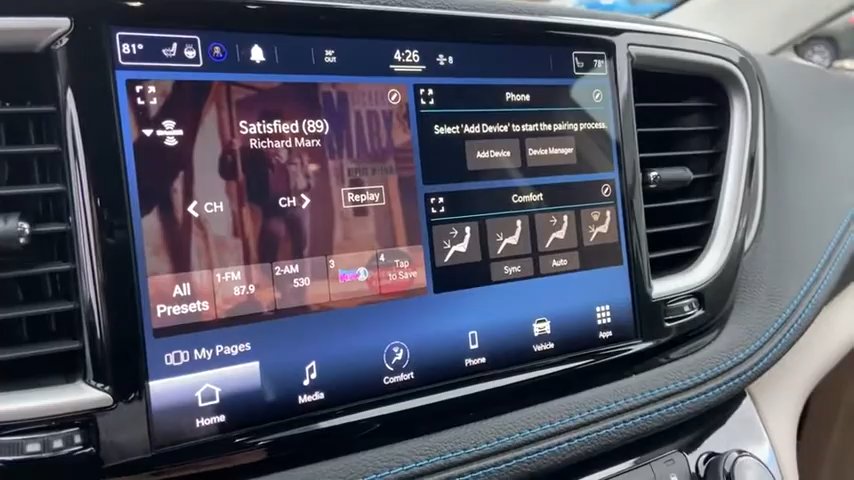 81°
26°
OUT
4:26
8
78°
Satisfied (89)
Richard Marx
CH
CH
Replay
All
Presets
1-FM
87.9
2-AM
530
3
4
Tap
to Save
Phone
Select 'Add Device' to start the pairing process.
Add Device
Device Manager
Comfort
Sync
Auto
My Pages
Home
Media
Comfort
Phone
Vehicle
Apps